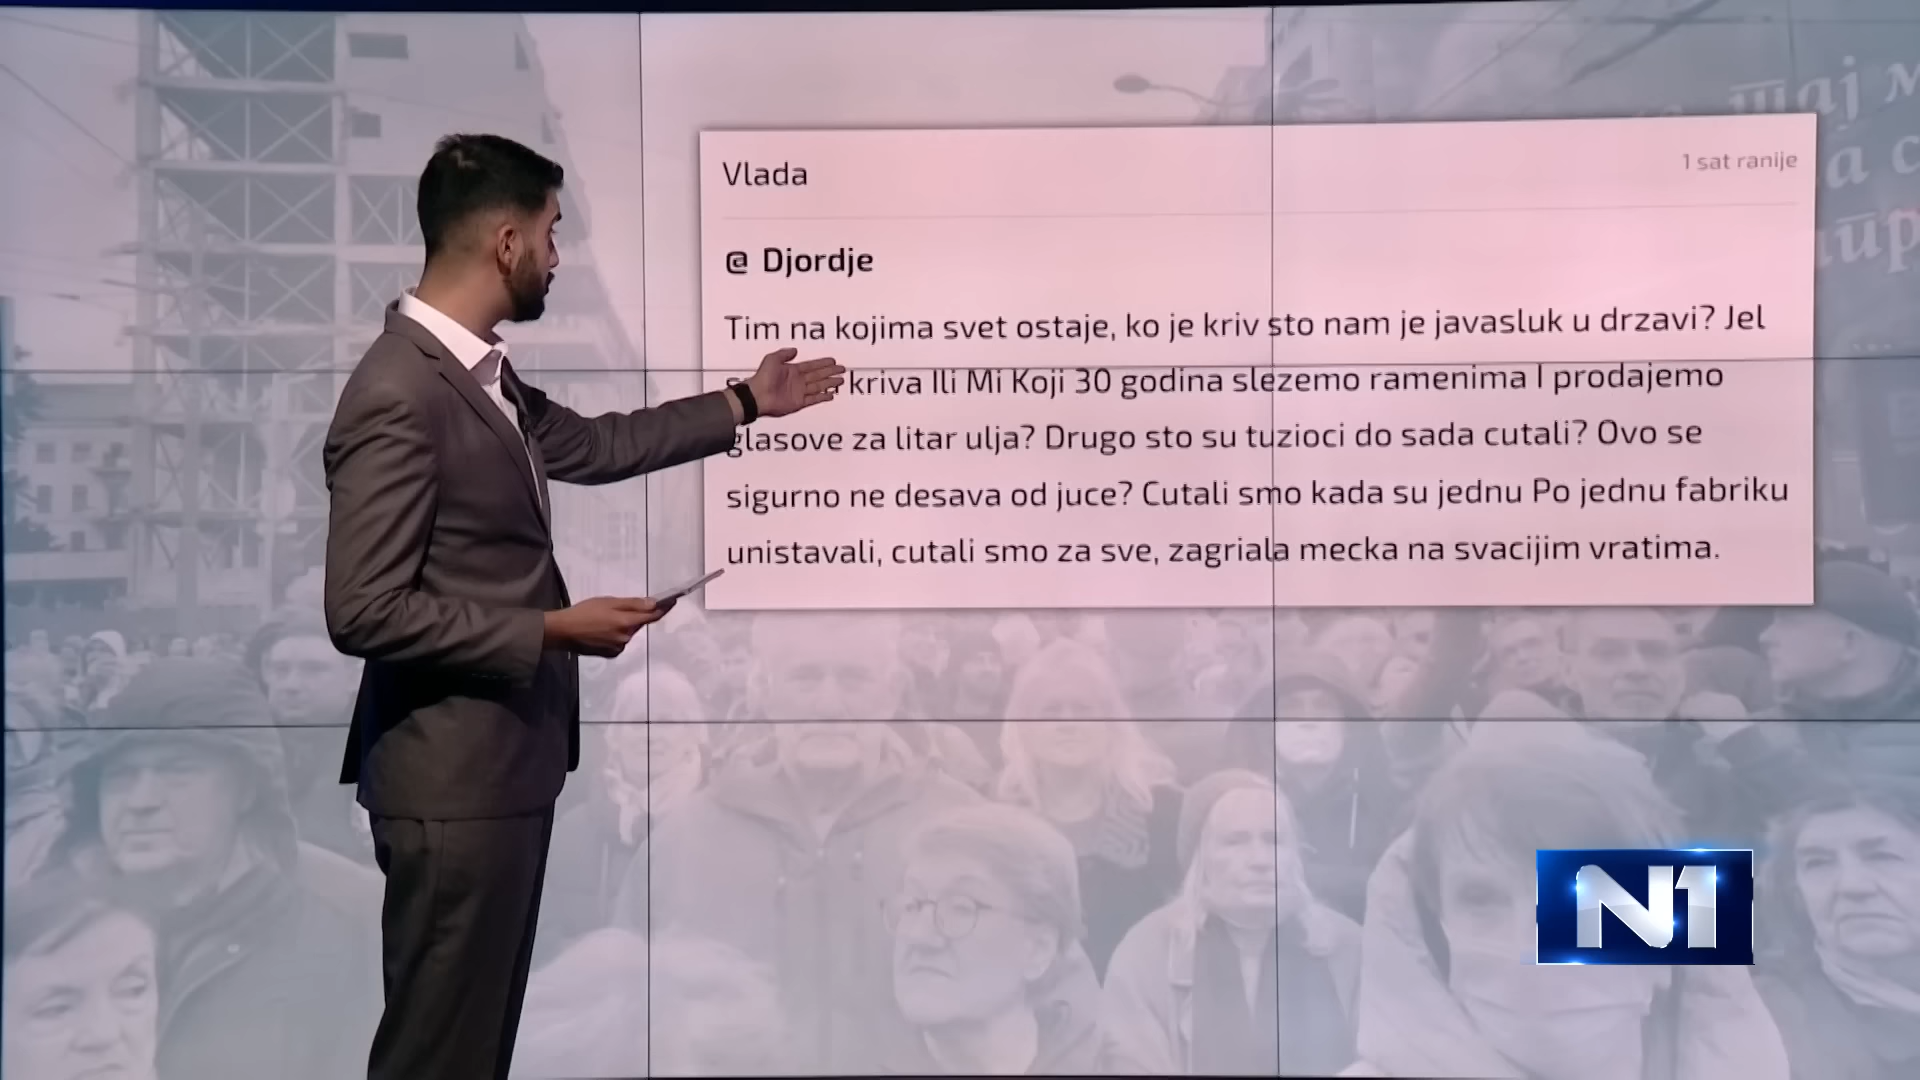 Vlada
1 sat ranije
@ Djordje
Tim na kojima svet ostaje, ko je kriv sto nam je javasluk u drzavi? Jel
kriva Ili Mi Koji 30 godina slezemo ramenima I prodajemo
glasove za litar ulja? Drugo sto su tuzioci do sada cutali? Ovo se
sigurno ne desava od juce? Cutali smo kada su jednu Po jednu fabriku
unistavali, cutali smo za sve, zagriala mecka na svacijim vratima.
N1